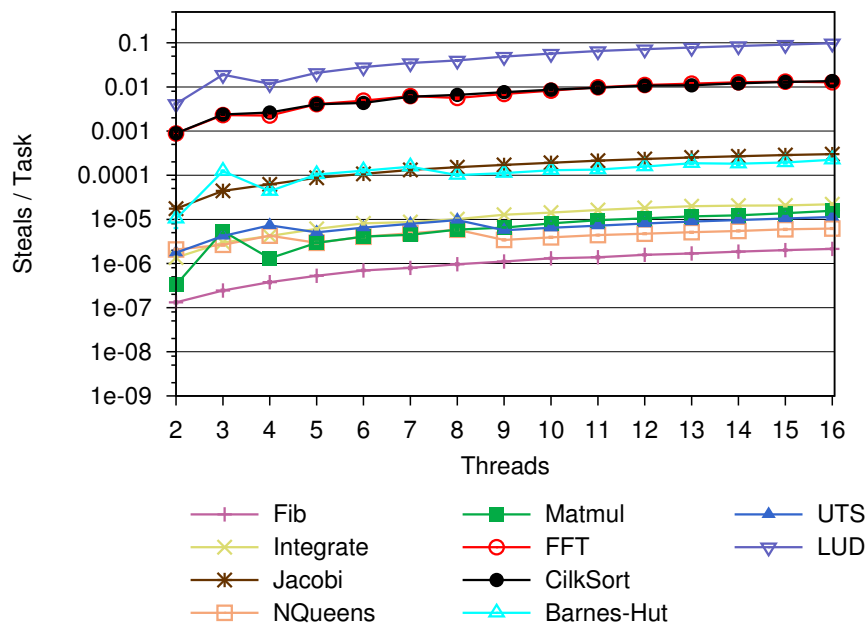 0.1
0.01
0.001
0.0001
1e-05
1e-06
1e-07
1e-08
1e-09
Steals / Task
2 3 4 5 6 7 8 9 10 11 12 13 14 15 16
Threads
Fib Matmul UTS
Integrate FFT LUD
Jacobi CilkSort
NQueens Barnes-Hut